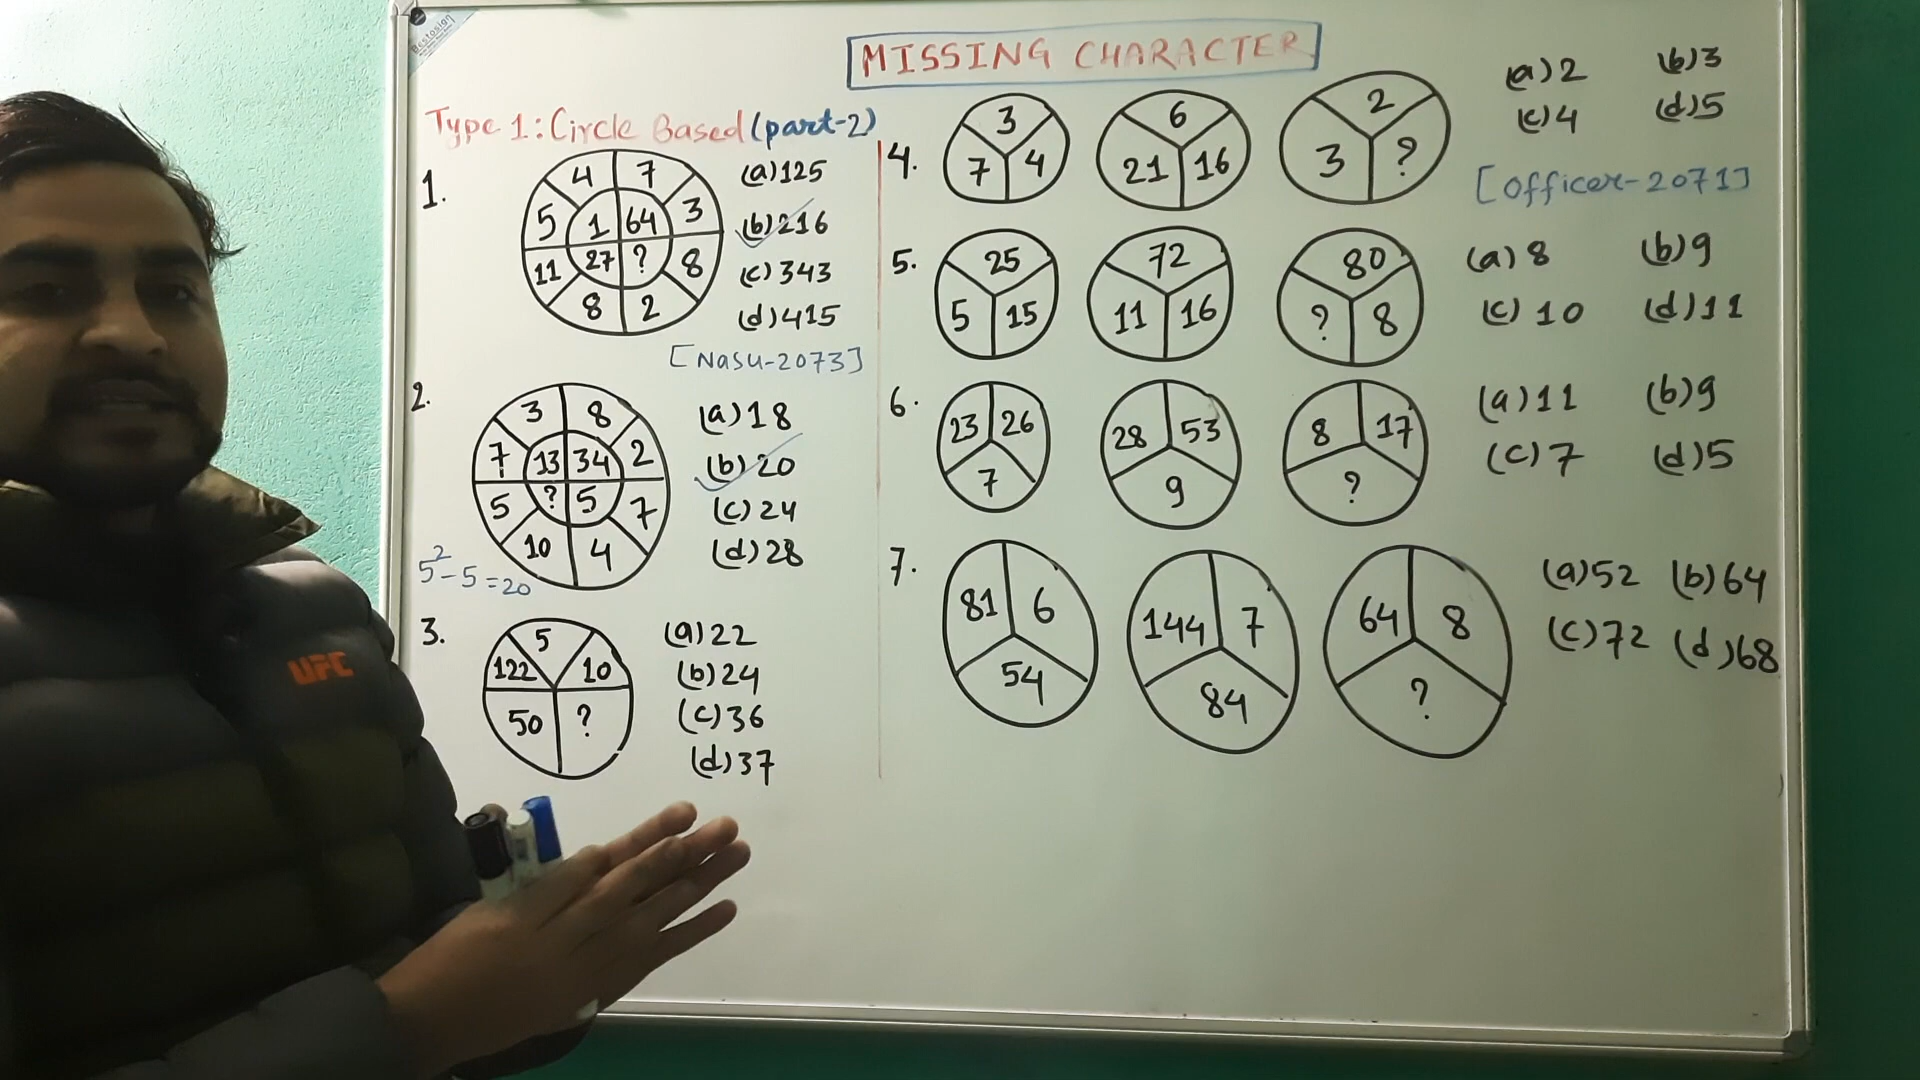 Bestosign
MISSING CHARACTER
Type 1: Circle Based (part-2)
1.
4 7
5 1 64 3
11 27 ? 8
8 2
(a) 125
(b) 216
(c) 343
(d) 415
[Nasu-2073]
2.
3 8
7 13 34 2
5 ? 5 7
10 4
(a) 18
(b) 20
(c) 24
(d) 28
5²-5=20
3.
5
122 10
50 ?
(a) 22
(b) 24
(c) 36
(d) 37
4.
3 6 2
7 4 21 16 3 ?
(a) 2 (b) 3
(c) 4 (d) 5
[Officer-2071]
5.
25 72 80
5 15 11 16 ? 8
(a) 8 (b) 9
(c) 10 (d) 11
6.
23 26 28 53 8 17
7 9 ?
(a) 11 (b) 9
(c) 7 (d) 5
7.
81 6 144 7 64 8
54 84 ?
(a) 52 (b) 64
(c) 72 (d) 68
UFC